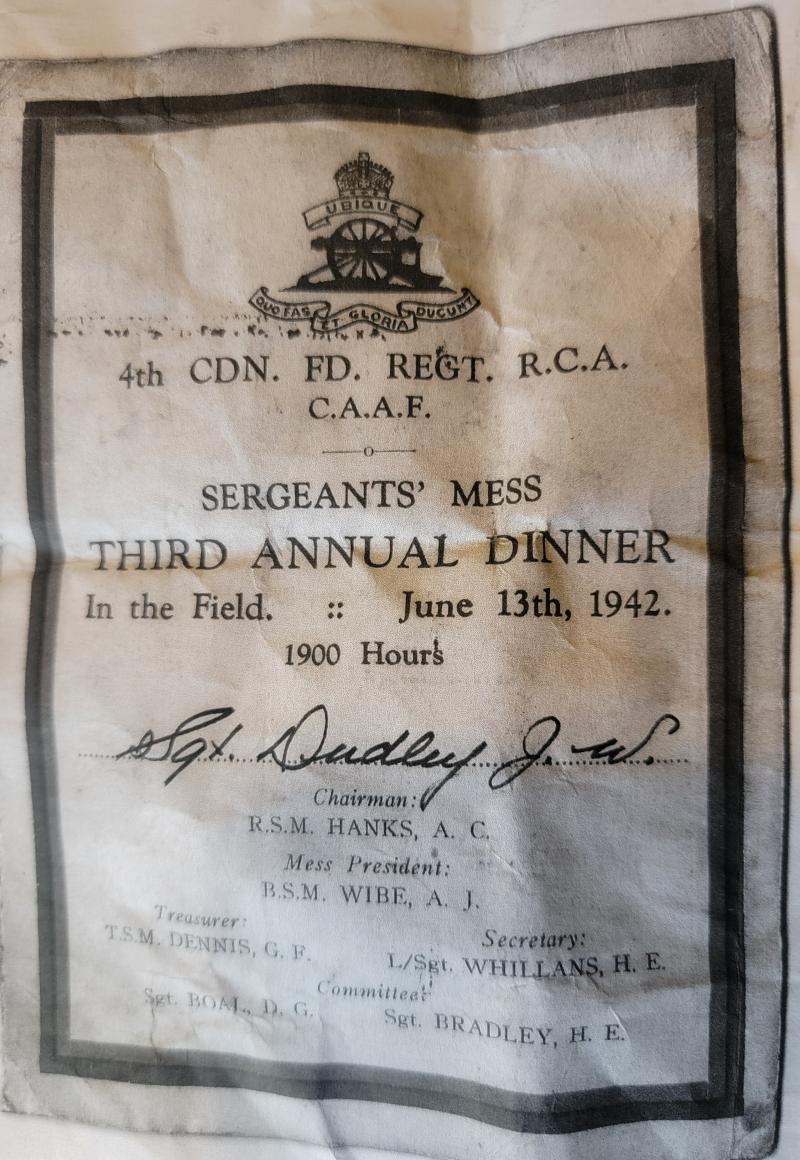 UBIQUE
QUO FAS ET GLORIA DUCUNT
4th CDN. FD. REGT. R.C.A.
C.A.A.F.
SERGEANTS' MESS
THIRD ANNUAL DINNER
In the Field. :: June 13th, 1942.
1900 Hours
Sgt. Dudley J. W.
Chairman:
R.S.M. HANKS, A. C.
Mess President:
B.S.M. WIBE, A. J.
Treasurer:
T.S.M. DENNIS, G. F.
Secretary:
L/Sgt. WHILLANS, H. E.
Committee:
Sgt. BOAL, D. G.
Sgt. BRADLEY, H. E.